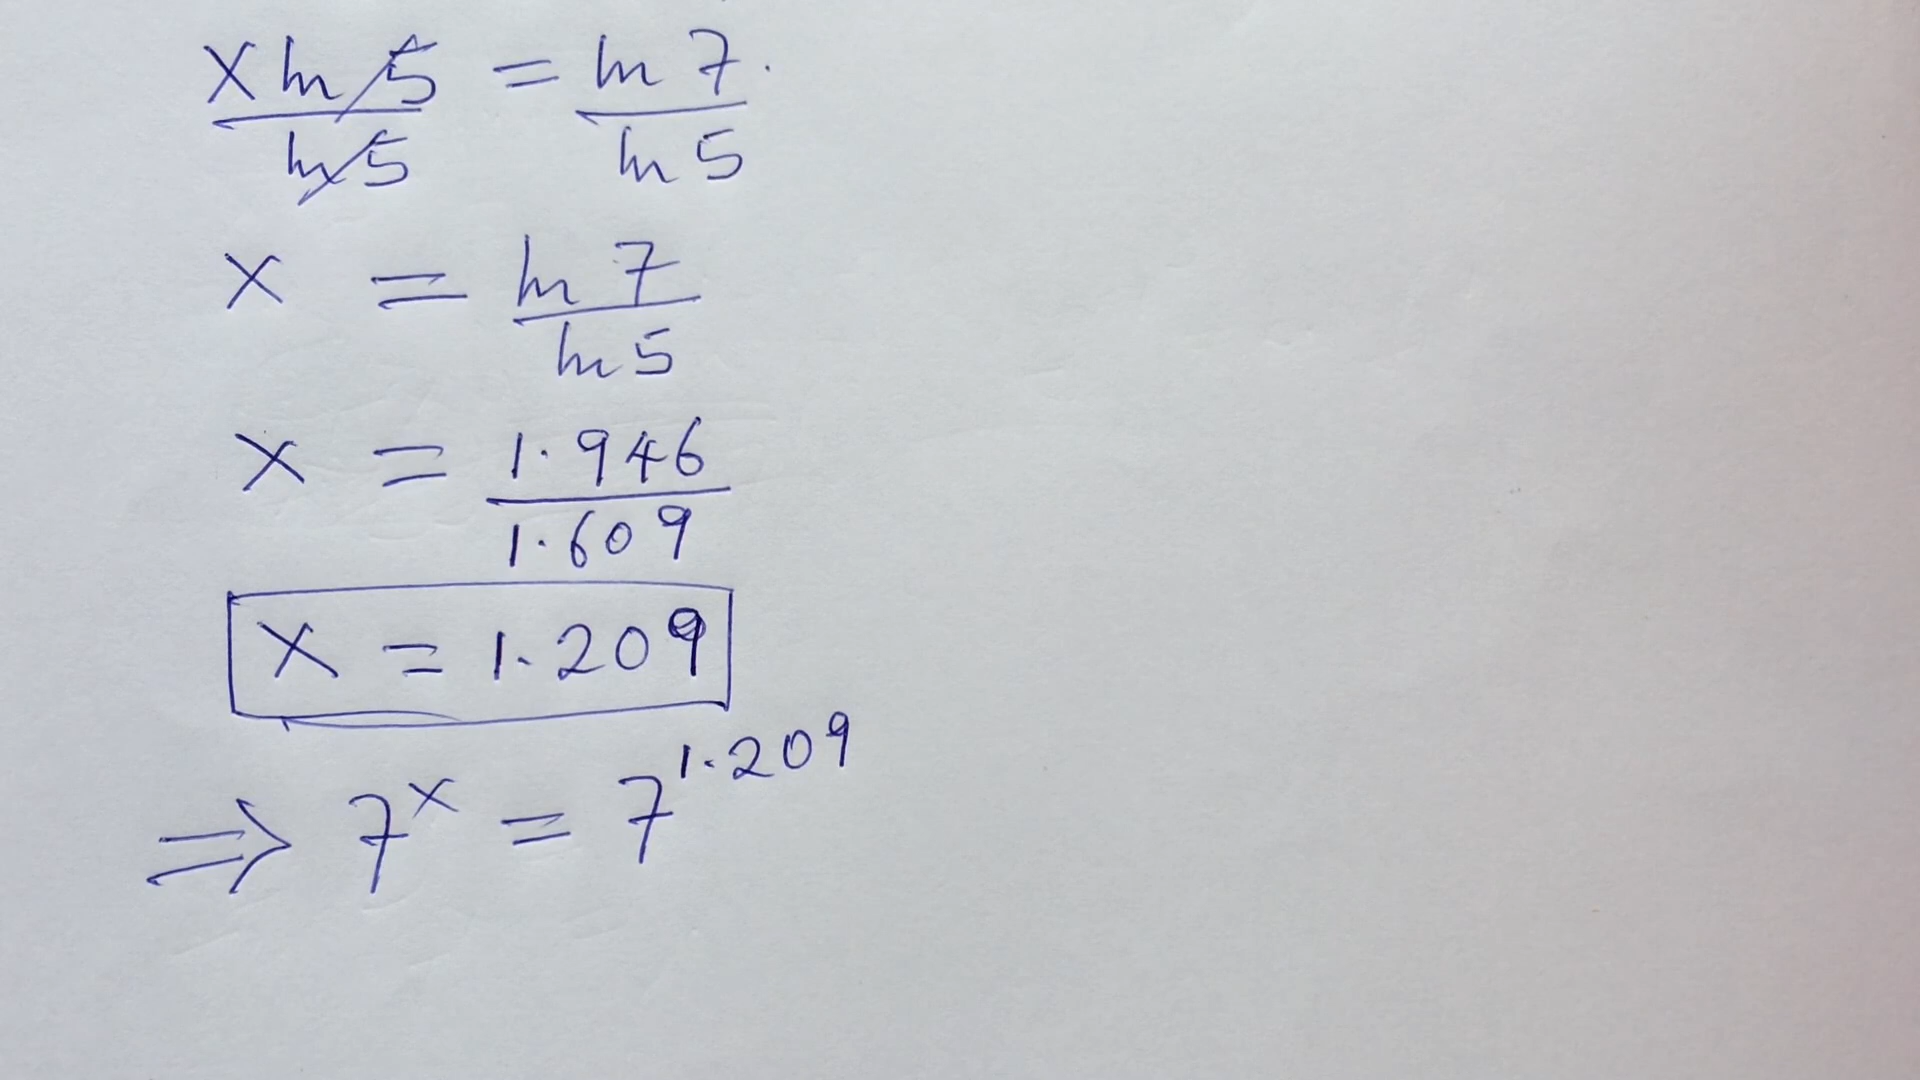 x ln 5 / ln 5 = ln 7 / ln 5
x = ln 7 / ln 5
x = 1.946 / 1.609
x = 1.209
⇒ 7^x = 7^1.209